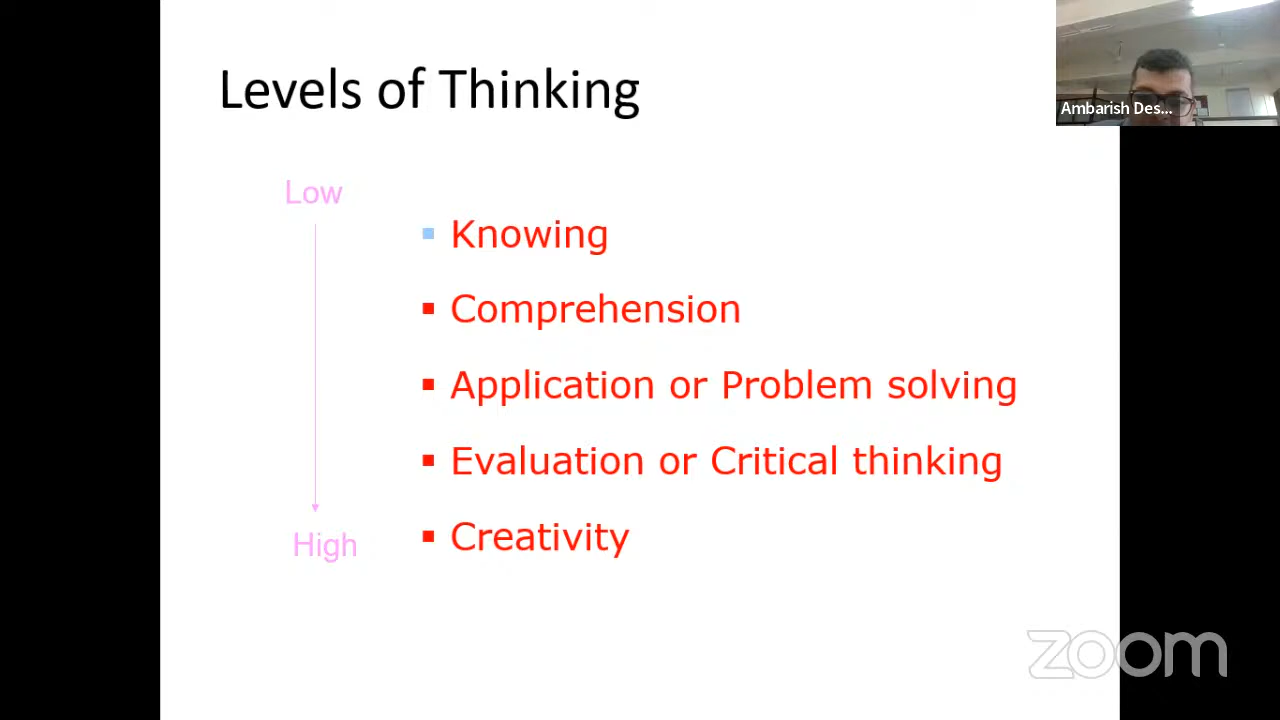 Levels of Thinking
Ambarish Des...
Low
Knowing
Comprehension
Application or Problem solving
Evaluation or Critical thinking
Creativity
High
zoom